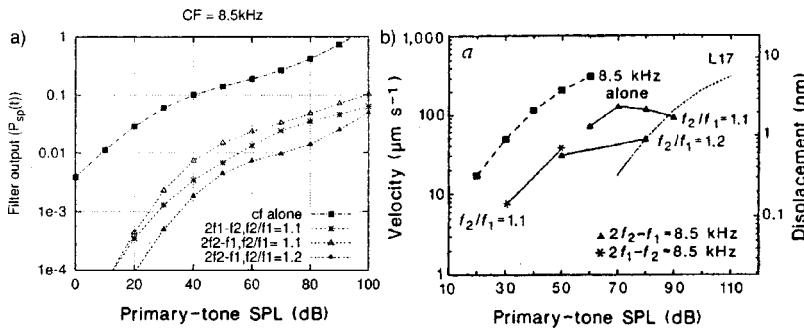 CF = 8.5kHz
a)
Filter output (Psp(t))
1
0.1
0.01
1e-3
1e-4
cf alone
2f1-f2,f2/f1=1.1
2f2-f1,f2/f1= 1.1
2f2-f1,f2/f1=1.2
0 20 40 60 80 100
Primary-tone SPL (dB)
b)
a
Velocity (μm s⁻¹)
1,000
100
10
1
8.5 kHz
alone
L17
f2/f1=1.1
f2/f1=1.2
f2/f1=1.1
▲ 2f2-f1=8.5 kHz
* 2f1-f2=8.5 kHz
10
1
0.1
Displacement (nm)
10 30 50 70 90 110
Primary-tone SPL (dB)